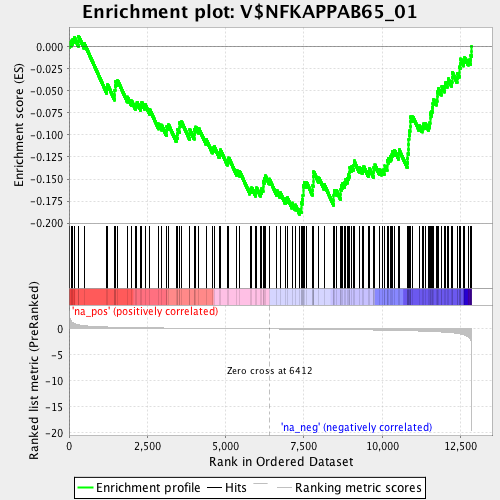 Enrichment plot: V$NFKAPPAB65_01
Enrichment score (ES)
0.000
-0.025
-0.050
-0.075
-0.100
-0.125
-0.150
-0.175
-0.200
'na_pos' (positively correlated)
Ranked list metric (PreRanked)
0
-5
-10
-15
-20
Zero cross at 6412
'na_neg' (negatively correlated)
0
2,500
5,000
7,500
10,000
12,500
Rank in Ordered Dataset
Enrichment profile
Hits
Ranking metric scores